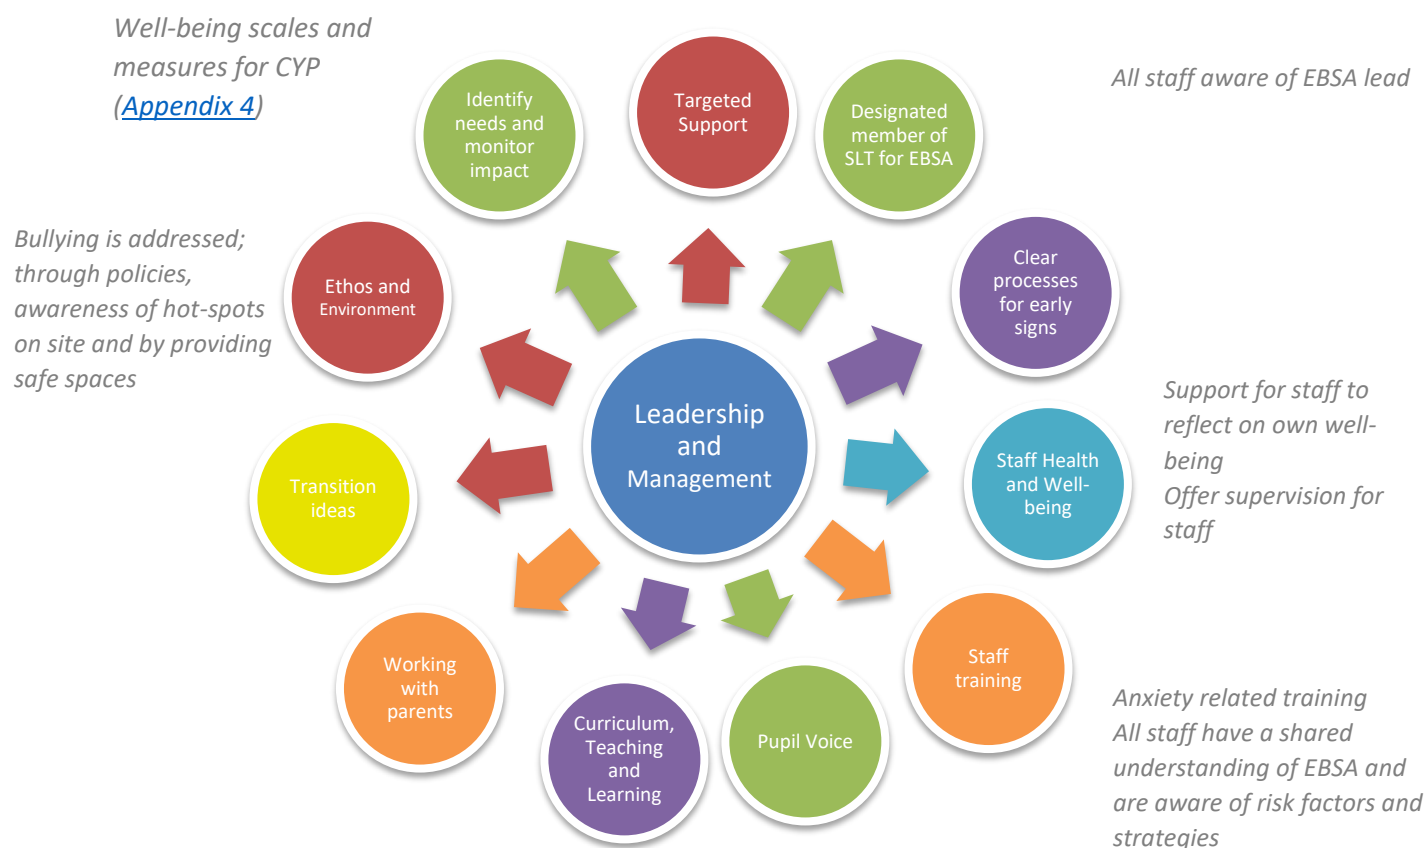 Well-being scales and
measures for CYP
(Appendix 4)
Identify
needs and
monitor
impact
Targeted
Support
Designated
member of
SLT for EBSA
All staff aware of EBSA lead
Clear
processes
for early
signs
Bullying is addressed;
through policies,
awareness of hot-spots
on site and by providing
safe spaces
Ethos and
Environment
Leadership
and
Management
Staff Health
and Well-
being
Support for staff to
reflect on own well-
being
Offer supervision for
staff
Transition
ideas
Working
with
parents
Curriculum,
Teaching
and
Learning
Pupil Voice
Staff
training
Anxiety related training
All staff have a shared
understanding of EBSA and
are aware of risk factors and
strategies